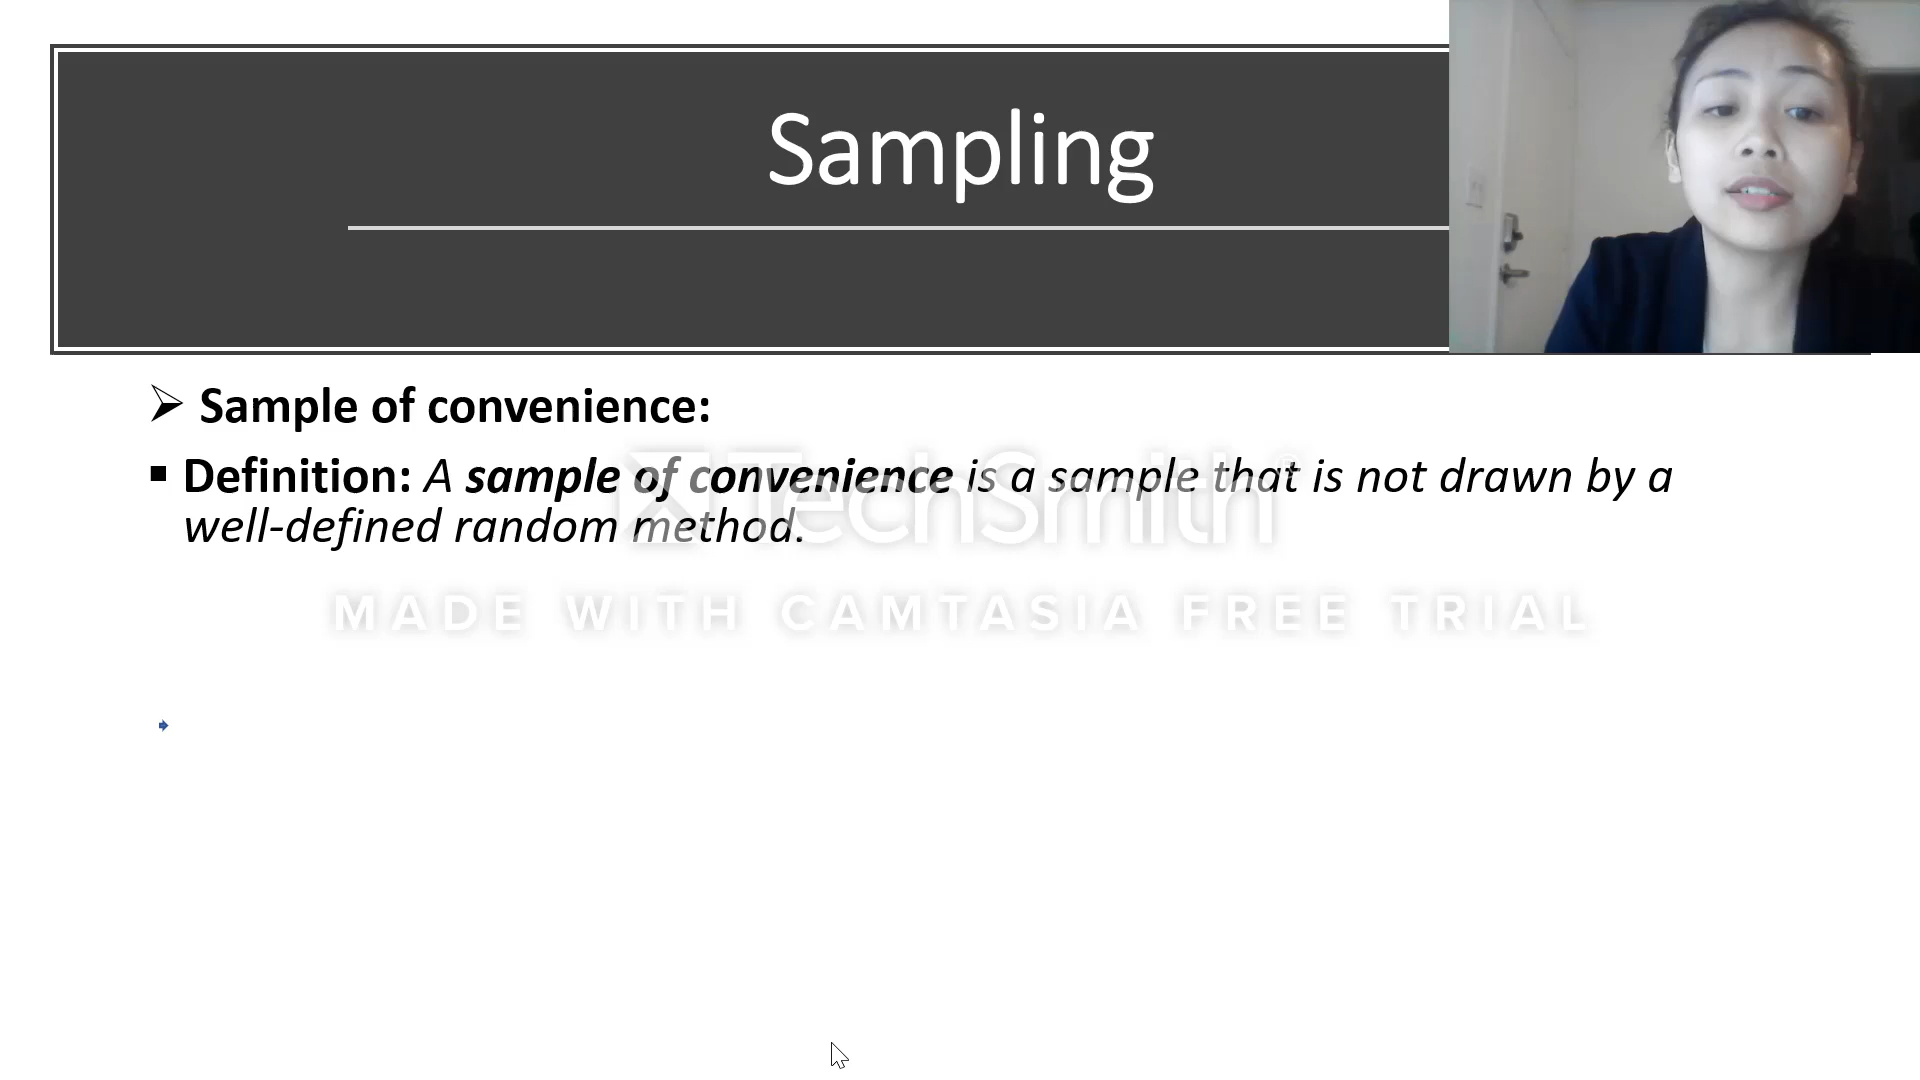 Sampling
Sample of convenience:
Definition: A sample of convenience is a sample that is not drawn by a
well-defined random method.
TechSmith®
MADE WITH CAMTASIA FREE TRIAL